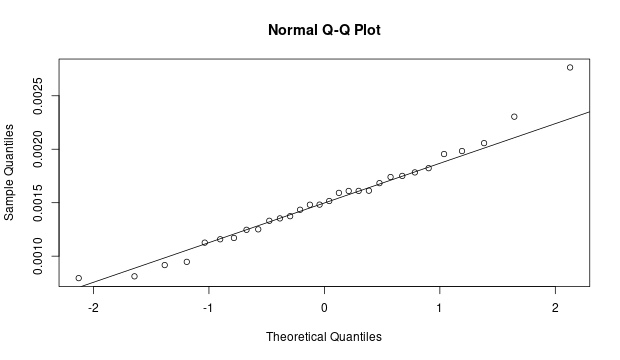 Normal Q-Q Plot
Sample Quantiles
0.0025
0.0020
0.0015
0.0010
-2 -1 0 1 2
Theoretical Quantiles